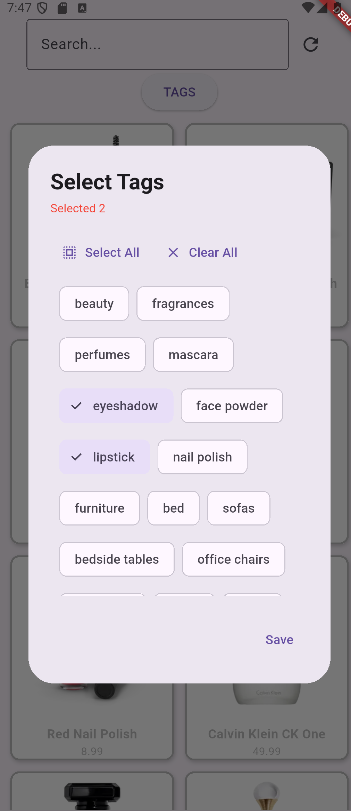 7:47
DEBUG
Search...
TAGS
Select Tags
Selected 2
Select All
Clear All
beauty
fragrances
perfumes
mascara
eyeshadow
face powder
lipstick
nail polish
furniture
bed
sofas
bedside tables
office chairs
Save
Red Nail Polish
Calvin Klein CK One
8.99
49.99